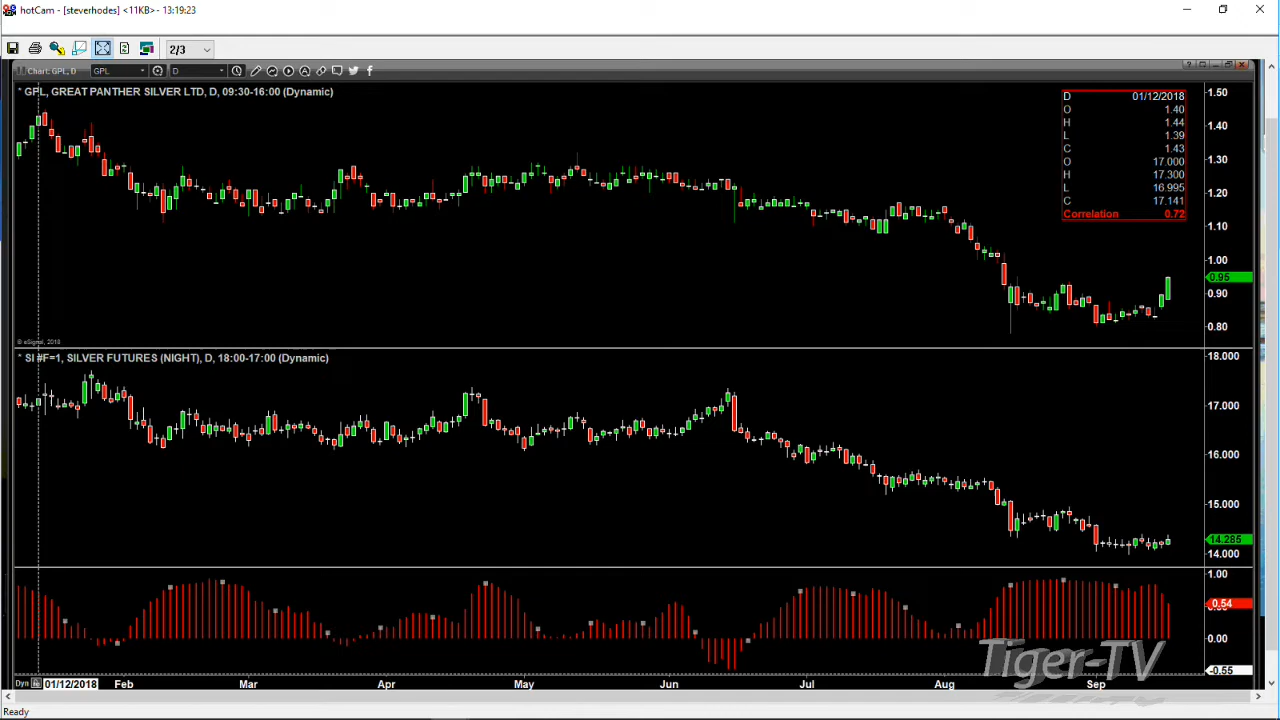 hotCam - [steverhodes] <11KB> - 13:19:23
2/3
Chart: GPL, D
GPL
D
* GPL, GREAT PANTHER SILVER LTD, D, 09:30-16:00 (Dynamic)
D 01/12/2018
O 1.40
H 1.44
L 1.39
C 1.43
O 17.000
H 17.300
L 16.995
C 17.141
Correlation 0.72
1.50
1.40
1.30
1.20
1.10
1.00
0.95
0.90
0.80
© eSignal, 2018
* SI #F=1, SILVER FUTURES (NIGHT), D, 18:00-17:00 (Dynamic)
18.000
17.000
16.000
15.000
14.285
14.000
1.00
0.54
0.00
-0.55
Tiger-TV
Dyn 01/12/2018 Feb Mar Apr May Jun Jul Aug Sep
Ready